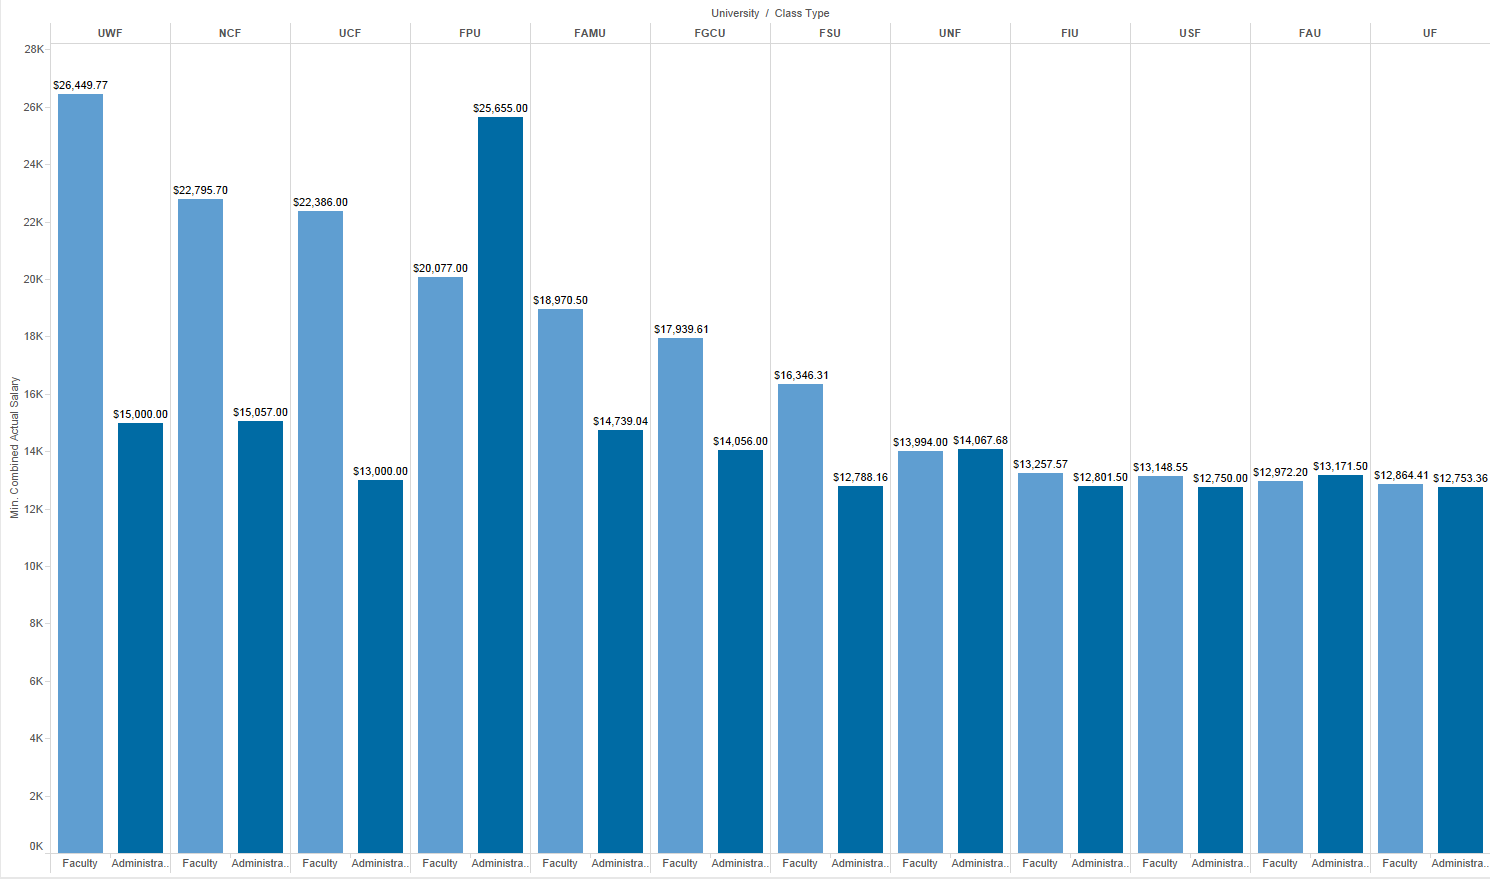 University / Class Type
UWF NCF UCF FPU FAMU FGCU FSU UNF FIU USF FAU UF
Min. Combined Actual Salary
28K
26K
24K
22K
20K
18K
16K
14K
12K
10K
8K
6K
4K
2K
0K
$26,449.77 $15,000.00
$22,795.70 $15,057.00
$22,386.00 $13,000.00
$20,077.00 $25,655.00
$18,970.50 $14,739.04
$17,939.61 $14,056.00
$16,346.31 $12,788.16
$13,994.00 $14,067.68
$13,257.57 $12,801.50
$13,148.55 $12,750.00
$12,972.20 $13,171.50
$12,864.41 $12,753.36
Faculty Administra.. Faculty Administra.. Faculty Administra.. Faculty Administra.. Faculty Administra.. Faculty Administra.. Faculty Administra.. Faculty Administra.. Faculty Administra.. Faculty Administra.. Faculty Administra.. Faculty Administra..